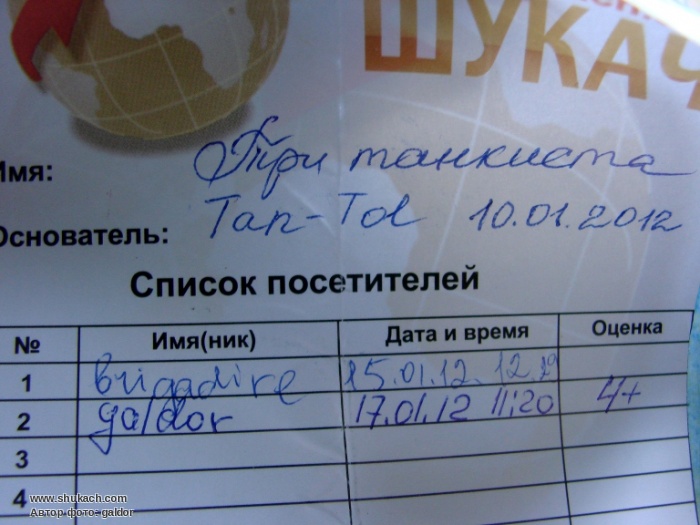 ШУКАЧ
Имя: Три танкиста
Основатель: Tan-Tol 10.01.2012
Список посетителей
№ Имя(ник) Дата и время Оценка
1 brigadire 15.01.12. 12.19
2 galdor 17.01.12 11:20 4+
3
4
www.shukach.com
Автор фото: galdor